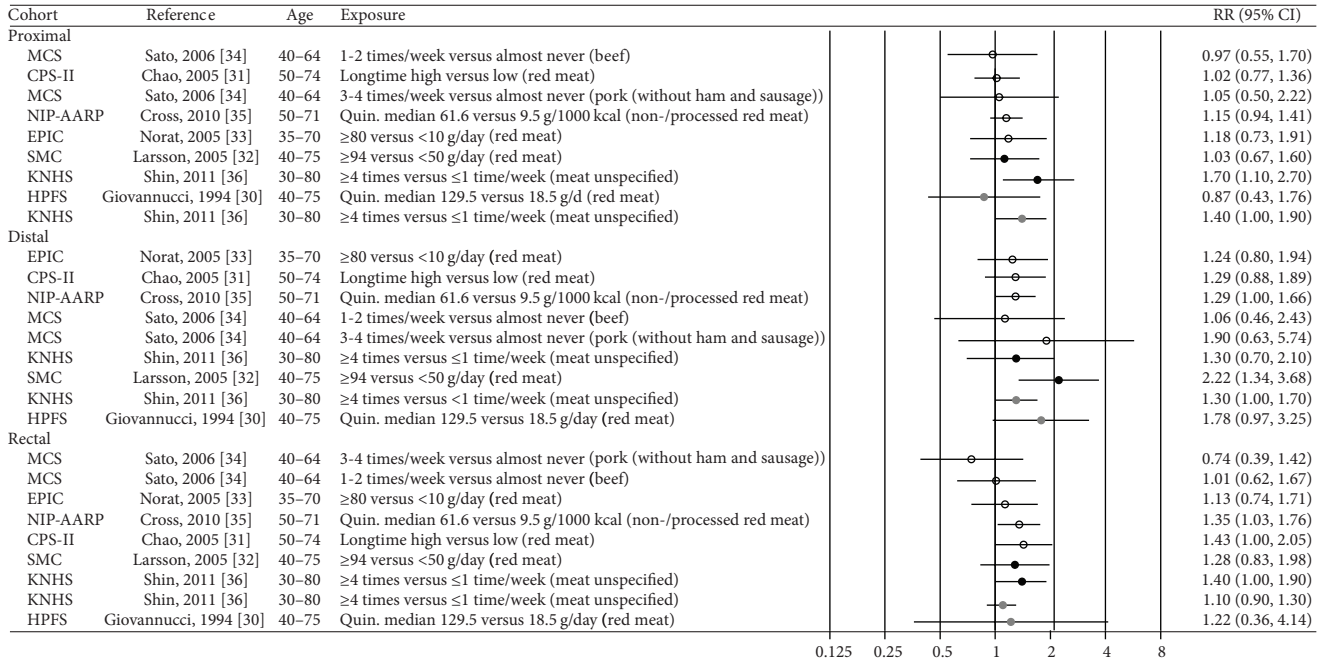 Cohort Reference Age Exposure RR (95% CI)
Proximal
MCS Sato, 2006 [34] 40–64 1-2 times/week versus almost never (beef) 0.97 (0.55, 1.70)
CPS-II Chao, 2005 [31] 50–74 Longtime high versus low (red meat) 1.02 (0.77, 1.36)
MCS Sato, 2006 [34] 40–64 3-4 times/week versus almost never (pork (without ham and sausage)) 1.05 (0.50, 2.22)
NIP-AARP Cross, 2010 [35] 50–71 Quin. median 61.6 versus 9.5 g/1000 kcal (non-/processed red meat) 1.15 (0.94, 1.41)
EPIC Norat, 2005 [33] 35–70 ≥80 versus <10 g/day (red meat) 1.18 (0.73, 1.91)
SMC Larsson, 2005 [32] 40–75 ≥94 versus <50 g/day (red meat) 1.03 (0.67, 1.60)
KNHS Shin, 2011 [36] 30–80 ≥4 times versus ≤1 time/week (meat unspecified) 1.70 (1.10, 2.70)
HPFS Giovannucci, 1994 [30] 40–75 Quin. median 129.5 versus 18.5 g/d (red meat) 0.87 (0.43, 1.76)
KNHS Shin, 2011 [36] 30–80 ≥4 times versus ≤1 time/week (meat unspecified) 1.40 (1.00, 1.90)
Distal
EPIC Norat, 2005 [33] 35–70 ≥80 versus <10 g/day (red meat) 1.24 (0.80, 1.94)
CPS-II Chao, 2005 [31] 50–74 Longtime high versus low (red meat) 1.29 (0.88, 1.89)
NIP-AARP Cross, 2010 [35] 50–71 Quin. median 61.6 versus 9.5 g/1000 kcal (non-/processed red meat) 1.29 (1.00, 1.66)
MCS Sato, 2006 [34] 40–64 1-2 times/week versus almost never (beef) 1.06 (0.46, 2.43)
MCS Sato, 2006 [34] 40–64 3-4 times/week versus almost never (pork (without ham and sausage)) 1.90 (0.63, 5.74)
KNHS Shin, 2011 [36] 30–80 ≥4 times versus ≤1 time/week (meat unspecified) 1.30 (0.70, 2.10)
SMC Larsson, 2005 [32] 40–75 ≥94 versus <50 g/day (red meat) 2.22 (1.34, 3.68)
KNHS Shin, 2011 [36] 30–80 ≥4 times versus <1 time/week (meat unspecified) 1.30 (1.00, 1.70)
HPFS Giovannucci, 1994 [30] 40–75 Quin. median 129.5 versus 18.5 g/day (red meat) 1.78 (0.97, 3.25)
Rectal
MCS Sato, 2006 [34] 40–64 3-4 times/week versus almost never (pork (without ham and sausage)) 0.74 (0.39, 1.42)
MCS Sato, 2006 [34] 40–64 1-2 times/week versus almost never (beef) 1.01 (0.62, 1.67)
EPIC Norat, 2005 [33] 35–70 ≥80 versus <10 g/day (red meat) 1.13 (0.74, 1.71)
NIP-AARP Cross, 2010 [35] 50–71 Quin. median 61.6 versus 9.5 g/1000 kcal (non-/processed red meat) 1.35 (1.03, 1.76)
CPS-II Chao, 2005 [31] 50–74 Longtime high versus low (red meat) 1.43 (1.00, 2.05)
SMC Larsson, 2005 [32] 40–75 ≥94 versus <50 g/day (red meat) 1.28 (0.83, 1.98)
KNHS Shin, 2011 [36] 30–80 ≥4 times versus ≤1 time/week (meat unspecified) 1.40 (1.00, 1.90)
KNHS Shin, 2011 [36] 30–80 ≥4 times versus ≤1 time/week (meat unspecified) 1.10 (0.90, 1.30)
HPFS Giovannucci, 1994 [30] 40–75 Quin. median 129.5 versus 18.5 g/day (red meat) 1.22 (0.36, 4.14)
0.125 0.25 0.5 1 2 4 8